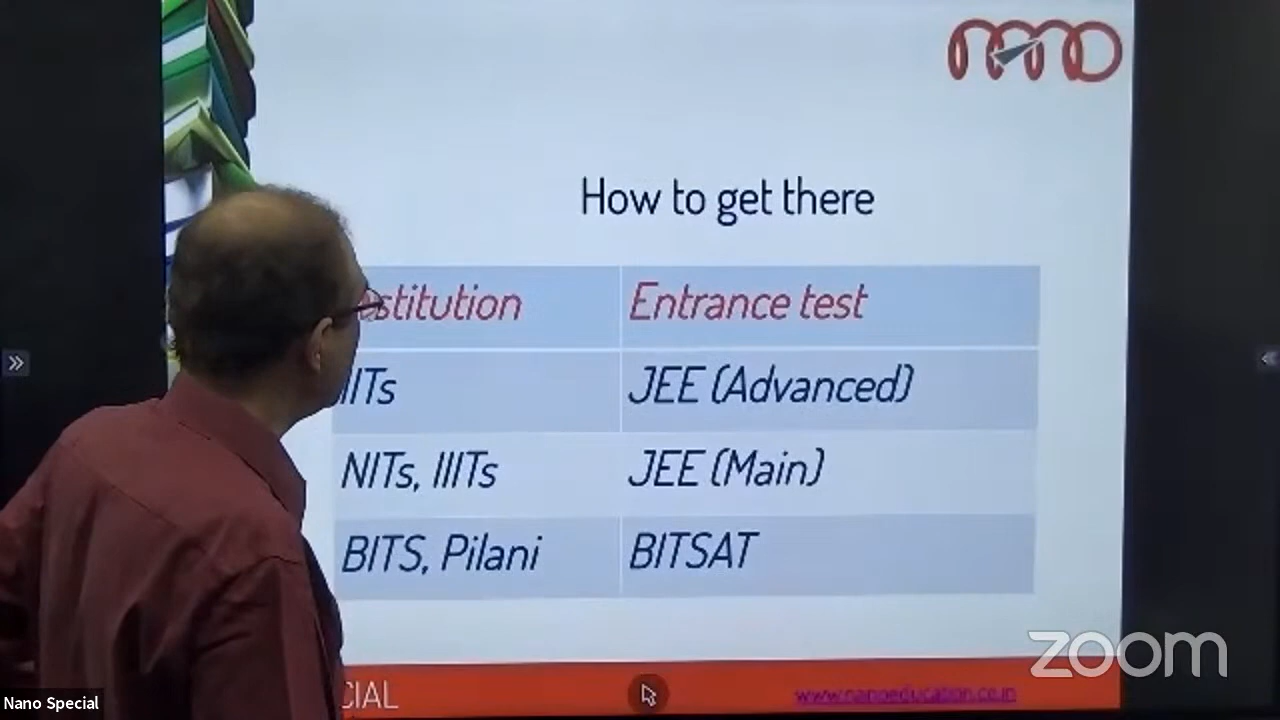 How to get there
stitution Entrance test
IITs JEE (Advanced)
NITs, IIITs JEE (Main)
BITS, Pilani BITSAT
CIAL www.nanoeducation.co.in
zoom
Nano Special